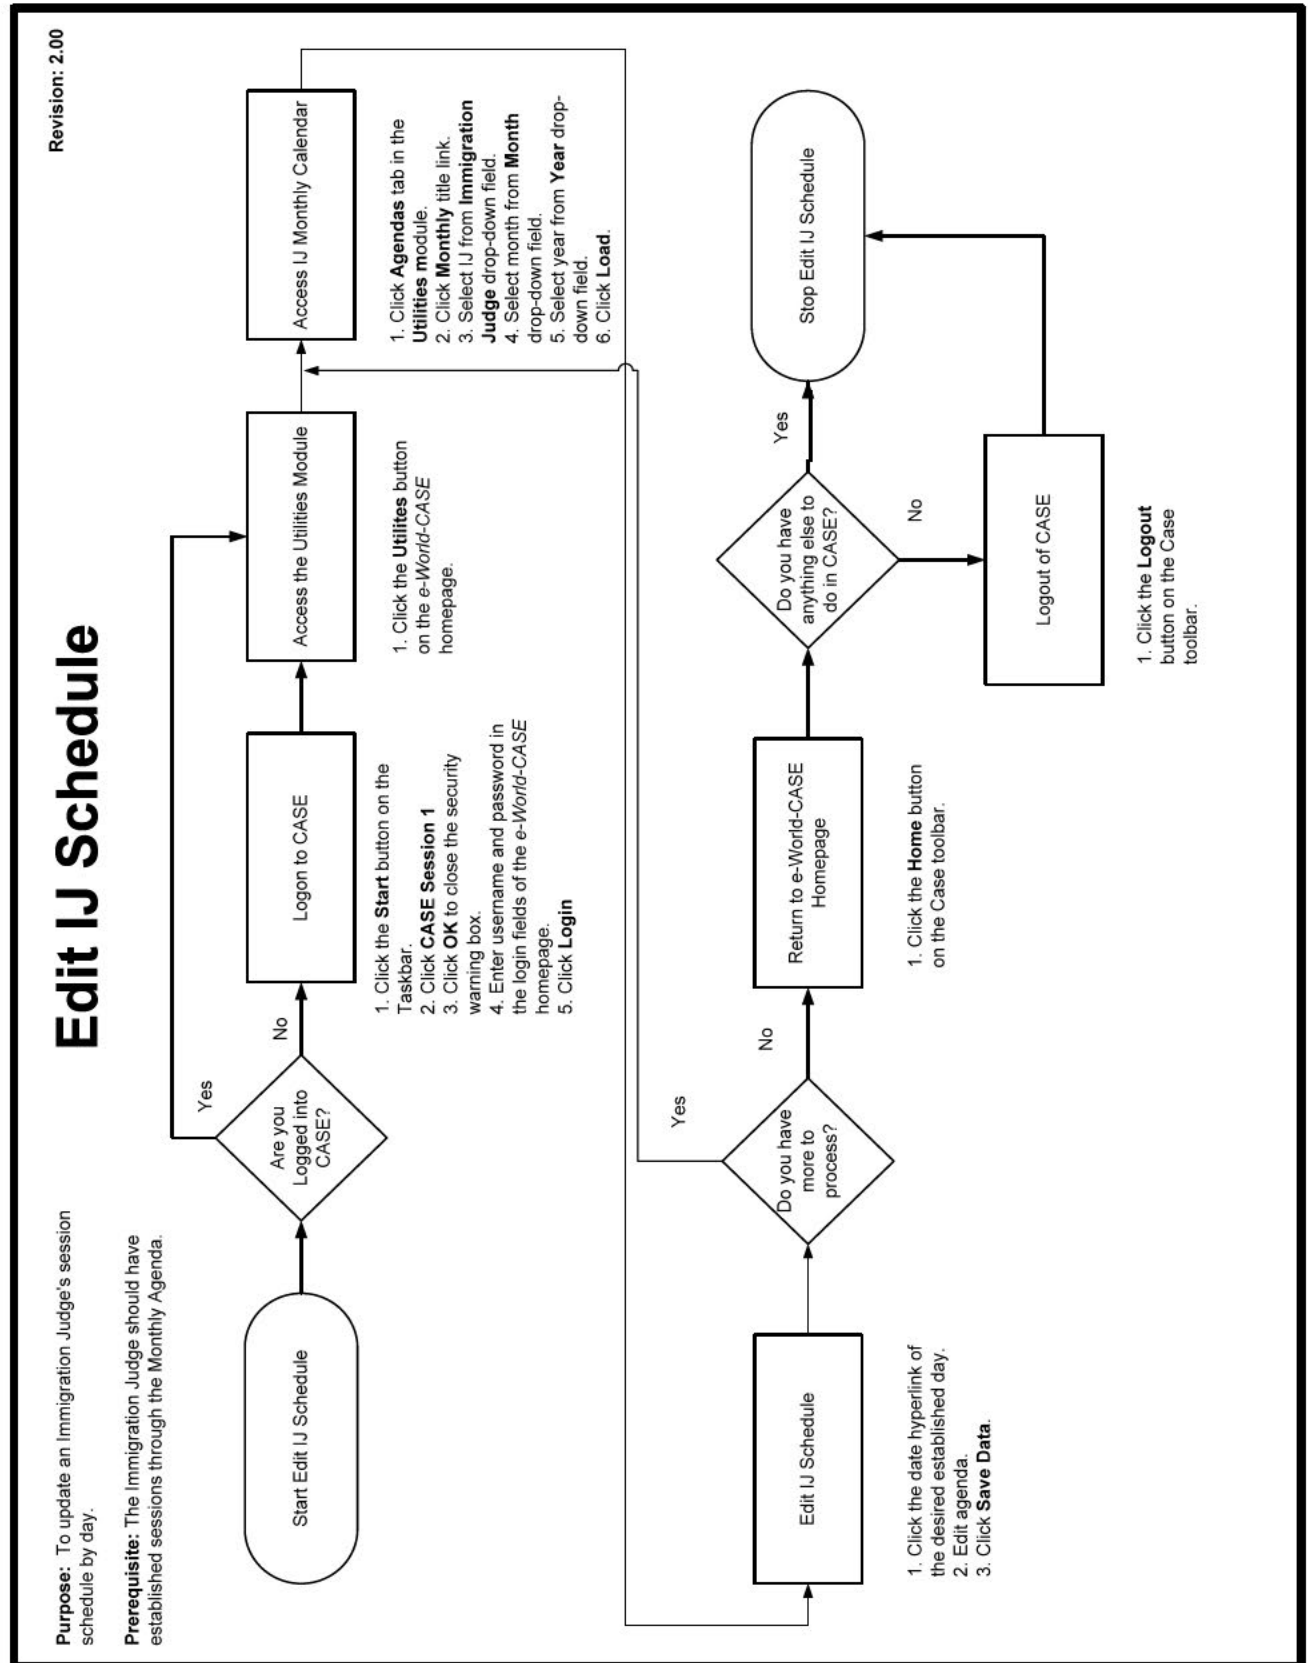 Edit IJ Schedule
Revision: 2.00
Purpose: To update an Immigration Judge's session
schedule by day.
Prerequisite: The Immigration Judge should have
established sessions through the Monthly Agenda.
Start Edit IJ Schedule
Are you
Logged into
CASE?
Yes
No
Logon to CASE
1. Click the Start button on the
Taskbar.
2. Click CASE Session 1
3. Click OK to close the security
warning box.
4. Enter username and password in
the login fields of the e-World-CASE
homepage.
5. Click Login
Access the Utilities Module
1. Click the Utilites button
on the e-World-CASE
homepage.
Access IJ Monthly Calendar
1. Click Agendas tab in the
Utilities module.
2. Click Monthly title link.
3. Select IJ from Immigration
Judge drop-down field.
4. Select month from Month
drop-down field.
5. Select year from Year drop-
down field.
6. Click Load.
Edit IJ Schedule
1. Click the date hyperlink of
the desired established day.
2. Edit agenda.
3. Click Save Data.
Do you have
more to
process?
Yes
No
Return to e-World-CASE
Homepage
1. Click the Home button
on the Case toolbar.
Do you have
anything else to
do in CASE?
Yes
No
Stop Edit IJ Schedule
Logout of CASE
1. Click the Logout
button on the Case
toolbar.